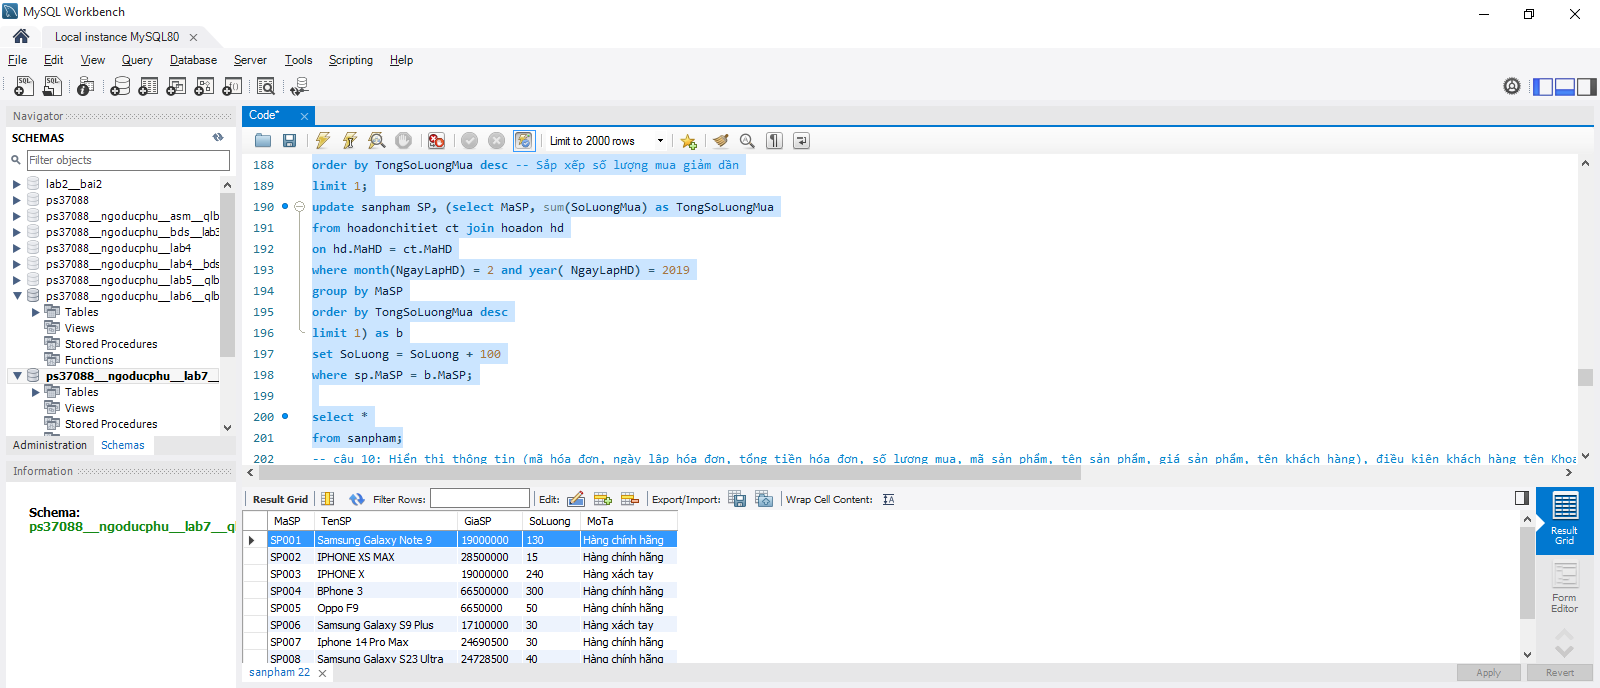 MySQL Workbench
Local instance MySQL80
File Edit View Query Database Server Tools Scripting Help
Navigator
SCHEMAS
Filter objects
lab2__bai2
ps37088
ps37088__ngoducphu__asm__qlb
ps37088__ngoducphu__bds__lab3
ps37088__ngoducphu__lab4
ps37088__ngoducphu__lab4__bds
ps37088__ngoducphu__lab5__qlb
ps37088__ngoducphu__lab6__qlb
Tables
Views
Stored Procedures
Functions
ps37088__ngoducphu__lab7__
Tables
Views
Stored Procedures
Administration Schemas
Information
Schema:
ps37088__ngoducphu__lab7__q
Code*
Limit to 2000 rows
188 order by TongSoLuongMua desc -- Sắp xếp số lượng mua giảm dần
189 limit 1;
190 update sanpham SP, (select MaSP, sum(SoLuongMua) as TongSoLuongMua
191 from hoadonchitiet ct join hoadon hd
192 on hd.MaHD = ct.MaHD
193 where month(NgayLapHD) = 2 and year( NgayLapHD) = 2019
194 group by MaSP
195 order by TongSoLuongMua desc
196 limit 1) as b
197 set SoLuong = SoLuong + 100
198 where sp.MaSP = b.MaSP;
199
200 select *
201 from sanpham;
202 -- câu 10: Hiển thị thông tin (mã hóa đơn, ngày lập hóa đơn, tổng tiền hóa đơn, số lượng mua, mã sản phẩm, tên sản phẩm, giá sản phẩm, tên khách hàng), điều kiện khách hàng tên Khoa
Result Grid Filter Rows: Edit: Export/Import: Wrap Cell Content:
MaSP TenSP GiaSP SoLuong MoTa
SP001 Samsung Galaxy Note 9 19000000 130 Hàng chính hãng
SP002 IPHONE XS MAX 28500000 15 Hàng chính hãng
SP003 IPHONE X 19000000 240 Hàng xách tay
SP004 BPhone 3 66500000 300 Hàng chính hãng
SP005 Oppo F9 6650000 50 Hàng chính hãng
SP006 Samsung Galaxy S9 Plus 17100000 30 Hàng xách tay
SP007 Iphone 14 Pro Max 24690500 30 Hàng chính hãng
SP008 Samsung Galaxy S23 Ultra 24728500 40 Hàng chính hãng
Result Grid
Form Editor
sanpham 22
Apply Revert